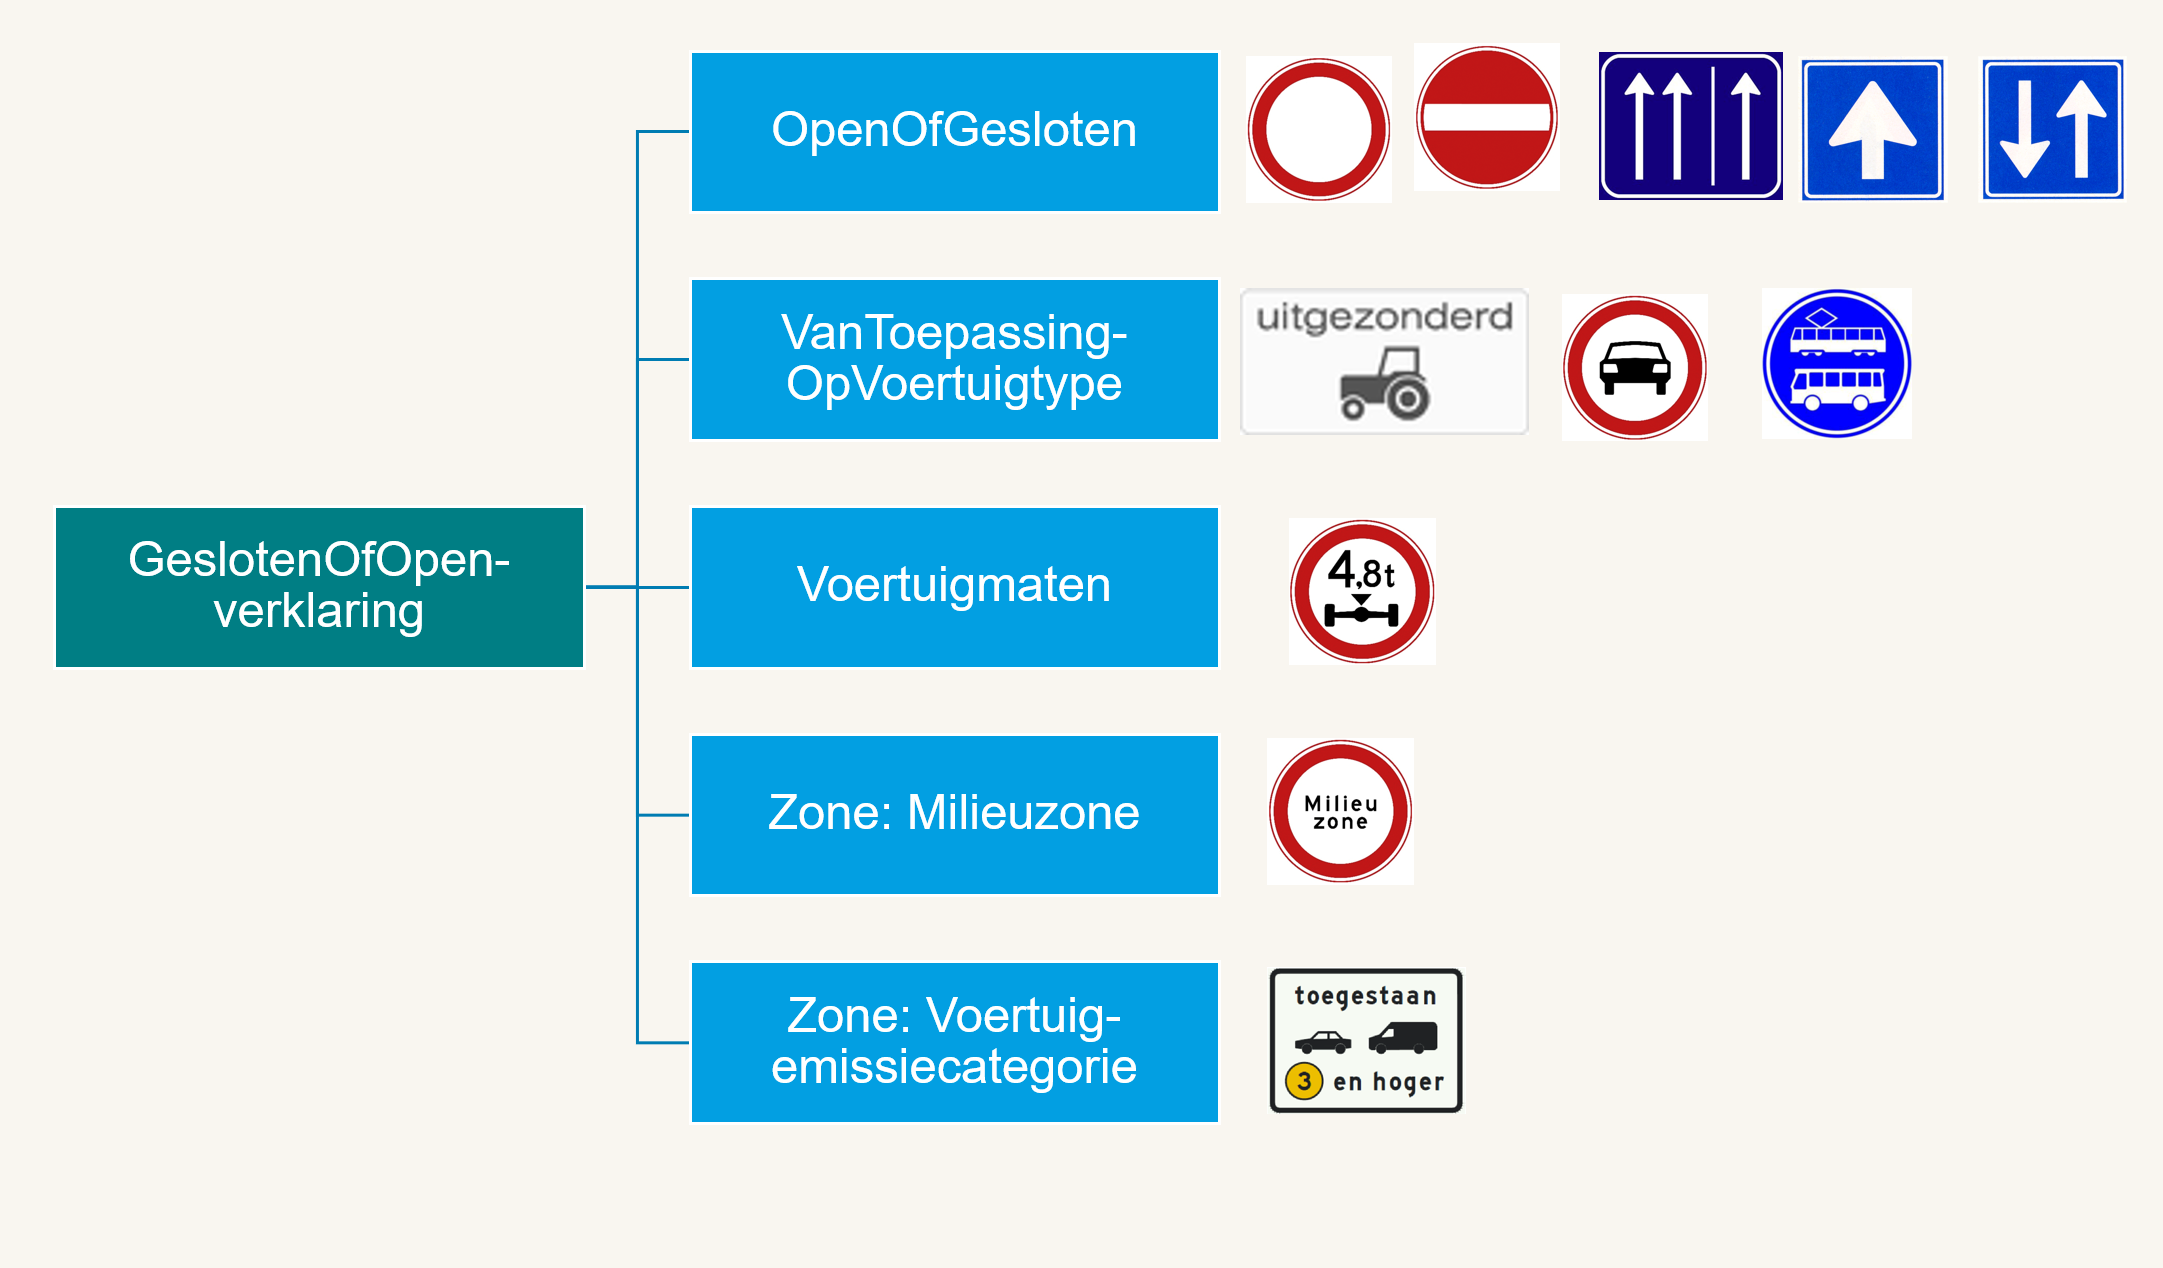 OpenOfGesloten
uitgezonderd
VanToepassing-
OpVoertuigtype
GeslotenOfOpen-
verklaring
Voertuigmaten
4,8t
Zone: Milieuzone
Milieu
zone
Zone: Voertuig-
emissiecategorie
toegestaan
3 en hoger